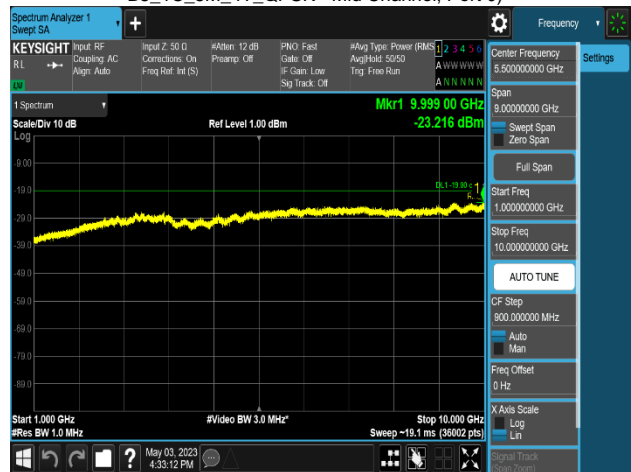 Spectrum Analyzer 1
Swept SA
Frequency
KEYSIGHT
Input: RF
Input Z: 50 Ω
#Atten: 12 dB
PNO: Fast
#Avg Type: Power (RMS
1 2 3 4 5 6
RL
Coupling: AC
Corrections: On
Preamp: Off
Gate: Off
Avg|Hold: 50/50
A W W W W W
Align: Auto
Freq Ref: Int (S)
IF Gain: Low
Trig: Free Run
Sig Track: Off
A N N N N N
LXI
1 Spectrum
Mkr1 9.999 00 GHz
Scale/Div 10 dB
Ref Level 1.00 dBm
-23.216 dBm
Log
-9.00
-19.0
-29.0
-39.0
-49.0
-59.0
-69.0
-79.0
-89.0
1
Start 1.000 GHz
#Video BW 3.0 MHz*
Stop 10.000 GHz
#Res BW 1.0 MHz
Sweep ~19.1 ms (36002 pts)
Center Frequency
5.500000000 GHz
Settings
Span
9.00000000 GHz
Swept Span
Zero Span
Full Span
Start Freq
1.000000000 GHz
Stop Freq
10.000000000 GHz
AUTO TUNE
CF Step
900.000000 MHz
Auto
Man
Freq Offset
0 Hz
X Axis Scale
Log
Lin
Signal Track
(Span Zoom)
?
May 03, 2023
4:33:12 PM